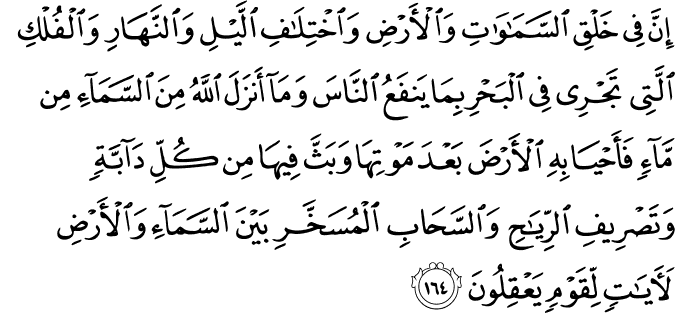 إِنَّ فِى خَلْقِ ٱلسَّمَـٰوَٰتِ وَٱلْأَرْضِ وَٱخْتِلَـٰفِ ٱلَّيْلِ وَٱلنَّهَارِ وَٱلْفُلْكِ
ٱلَّتِى تَجْرِى فِى ٱلْبَحْرِ بِمَا يَنفَعُ ٱلنَّاسَ وَمَآ أَنزَلَ ٱللَّهُ مِنَ ٱلسَّمَآءِ مِن
مَّآءٍ فَأَحْيَا بِهِ ٱلْأَرْضَ بَعْدَ مَوْتِهَا وَبَثَّ فِيهَا مِن كُلِّ دَآبَّةٍ
وَتَصْرِيفِ ٱلرِّيَـٰحِ وَٱلسَّحَابِ ٱلْمُسَخَّرِ بَيْنَ ٱلسَّمَآءِ وَٱلْأَرْضِ
لَـَٔايَـٰتٍ لِّقَوْمٍ يَعْقِلُونَ ١٦٤